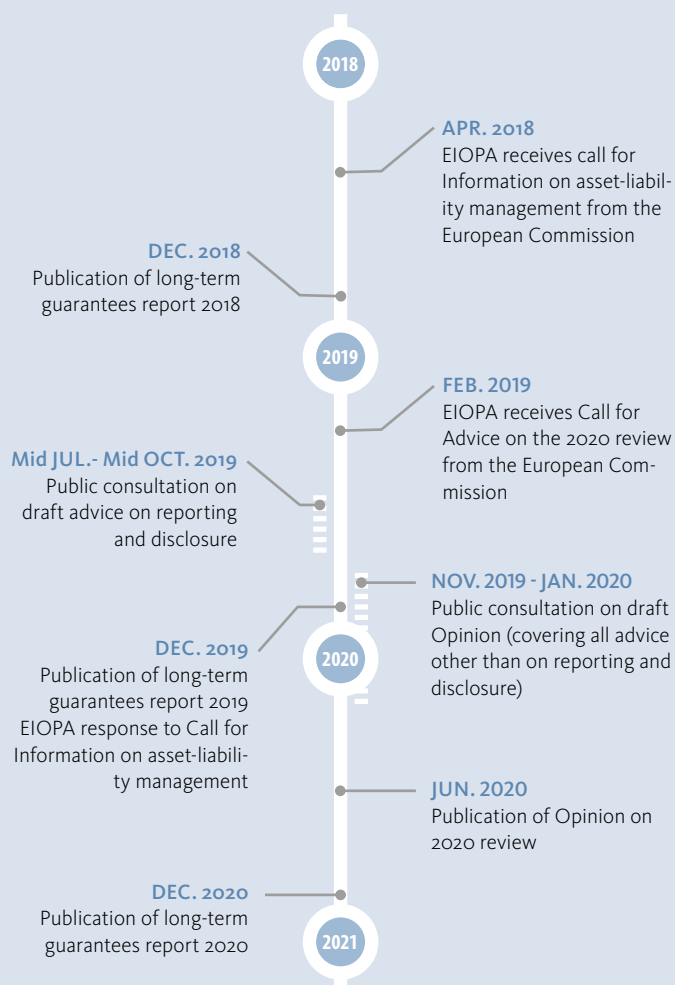 2018
APR. 2018
EIOPA receives call for
Information on asset-liabil-
ity management from the
European Commission
DEC. 2018
Publication of long-term
guarantees report 2018
2019
FEB. 2019
EIOPA receives Call for
Advice on the 2020 review
from the European Com-
mission
Mid JUL.- Mid OCT. 2019
Public consultation on
draft advice on reporting
and disclosure
NOV. 2019 - JAN. 2020
Public consultation on draft
Opinion (covering all advice
other than on reporting and
disclosure)
DEC. 2019
Publication of long-term
guarantees report 2019
EIOPA response to Call for
Information on asset-liabili-
ty management
2020
JUN. 2020
Publication of Opinion on
2020 review
DEC. 2020
Publication of long-term
guarantees report 2020
2021